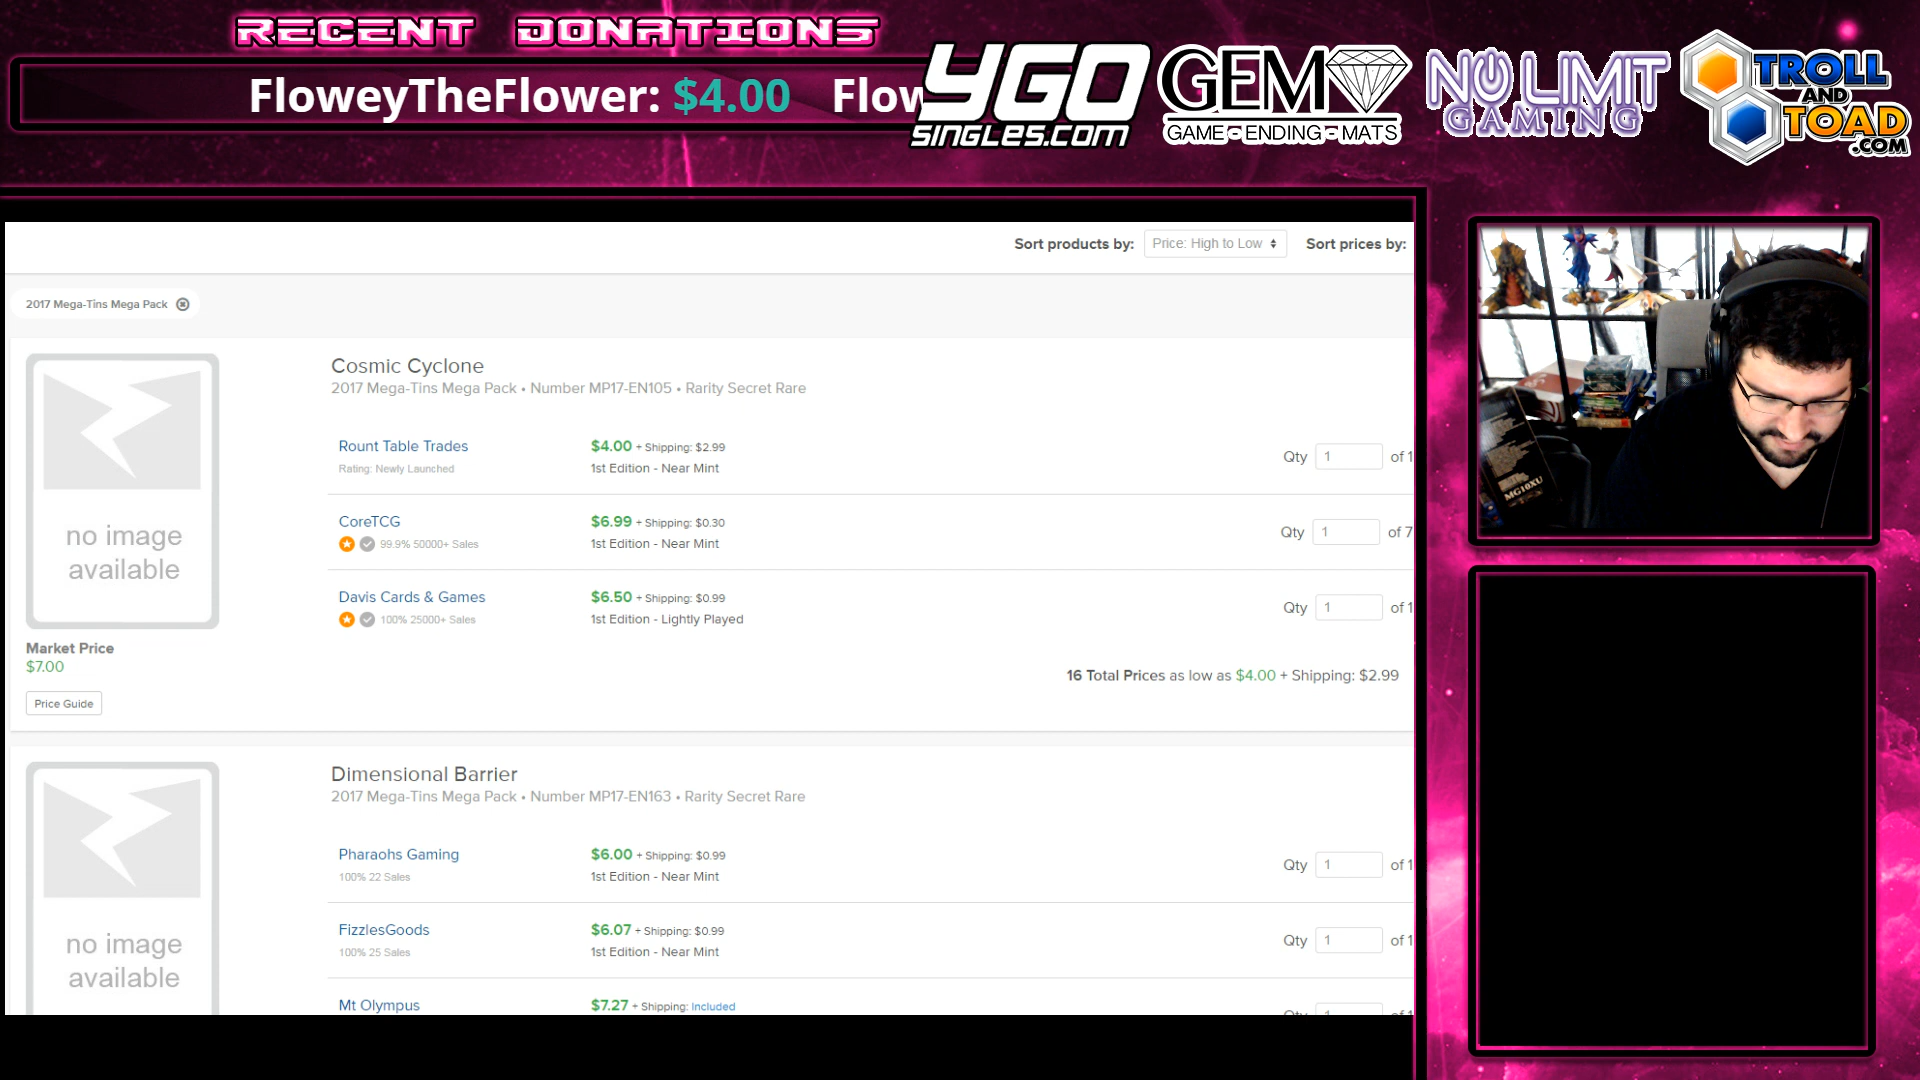 RECENT DONATIONS
FloweyTheFlower: $4.00 Flow
YGO
SINGLES.COM
GEM
GAME-ENDING-MATS
NO LIMIT
GAMING
TROLL
AND
TOAD
.COM
Sort products by: Price: High to Low Sort prices by:
2017 Mega-Tins Mega Pack
no image
available
Market Price
$7.00
Price Guide
Cosmic Cyclone
2017 Mega-Tins Mega Pack • Number MP17-EN105 • Rarity Secret Rare
Rount Table Trades $4.00 + Shipping: $2.99 Qty 1 of 1
Rating: Newly Launched 1st Edition - Near Mint
CoreTCG $6.99 + Shipping: $0.30 Qty 1 of 7
99.9% 50000+ Sales 1st Edition - Near Mint
Davis Cards & Games $6.50 + Shipping: $0.99 Qty 1 of 1
100% 25000+ Sales 1st Edition - Lightly Played
16 Total Prices as low as $4.00 + Shipping: $2.99
no image
available
Dimensional Barrier
2017 Mega-Tins Mega Pack • Number MP17-EN163 • Rarity Secret Rare
Pharaohs Gaming $6.00 + Shipping: $0.99 Qty 1 of 1
100% 22 Sales 1st Edition - Near Mint
FizzlesGoods $6.07 + Shipping: $0.99 Qty 1 of 1
100% 25 Sales 1st Edition - Near Mint
Mt Olympus $7.27 + Shipping: Included Qty 1 of 1
MG10XU